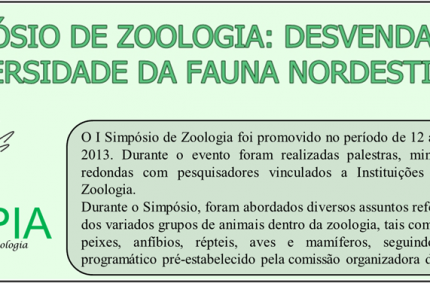 SIO DE ZOOLOGIA: DESVENDA
ERSIDADE DA FAUNA NORDESTI
O I Simpósio de Zoologia foi promovido no período de 12
2013. Durante o evento foram realizadas palestras, min
redondas com pesquisadores vinculados a Instituições
Zoologia.
Durante o Simpósio, foram abordados diversos assuntos ref
dos variados grupos de animais dentro da zoologia, tais com
peixes, anfíbios, répteis, aves e mamíferos, seguind
programático pré-estabelecido pela comissão organizadora d
PIA
ologia